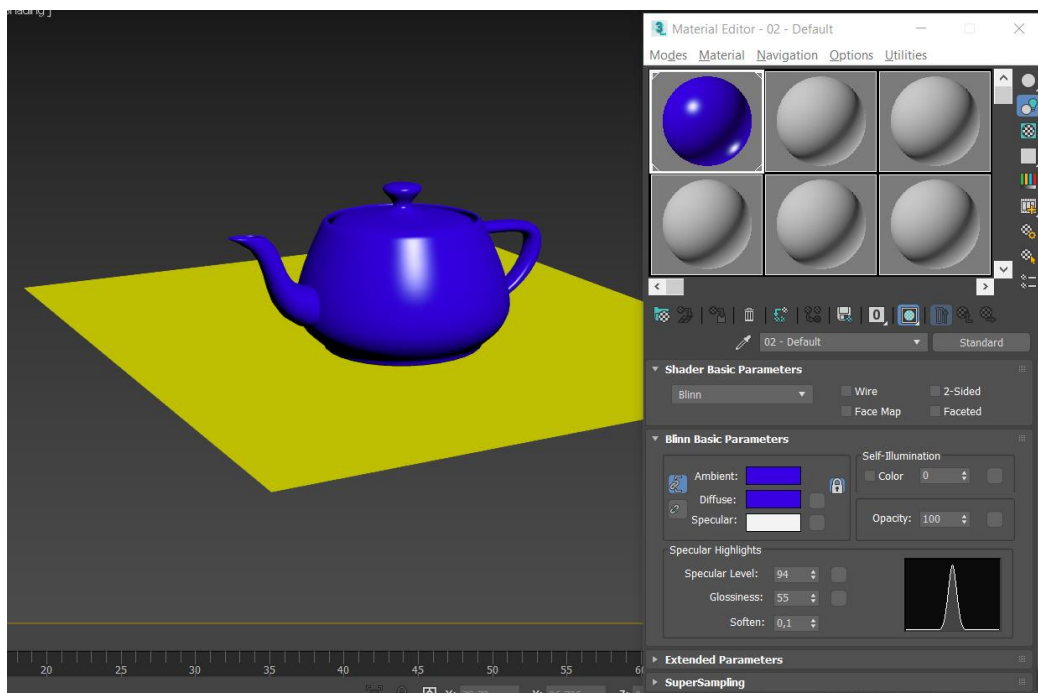 Material Editor - 02 - Default
Modes Material Navigation Options Utilities
0
02 - Default Standard
Shader Basic Parameters
Blinn Wire 2-Sided
Face Map Faceted
Blinn Basic Parameters
Self-Illumination
Ambient: Color 0
Diffuse:
Specular: Opacity: 100
Specular Highlights
Specular Level: 94
Glossiness: 55
Soften: 0,1
Extended Parameters
SuperSampling
20 25 30 35 40 45 50 55